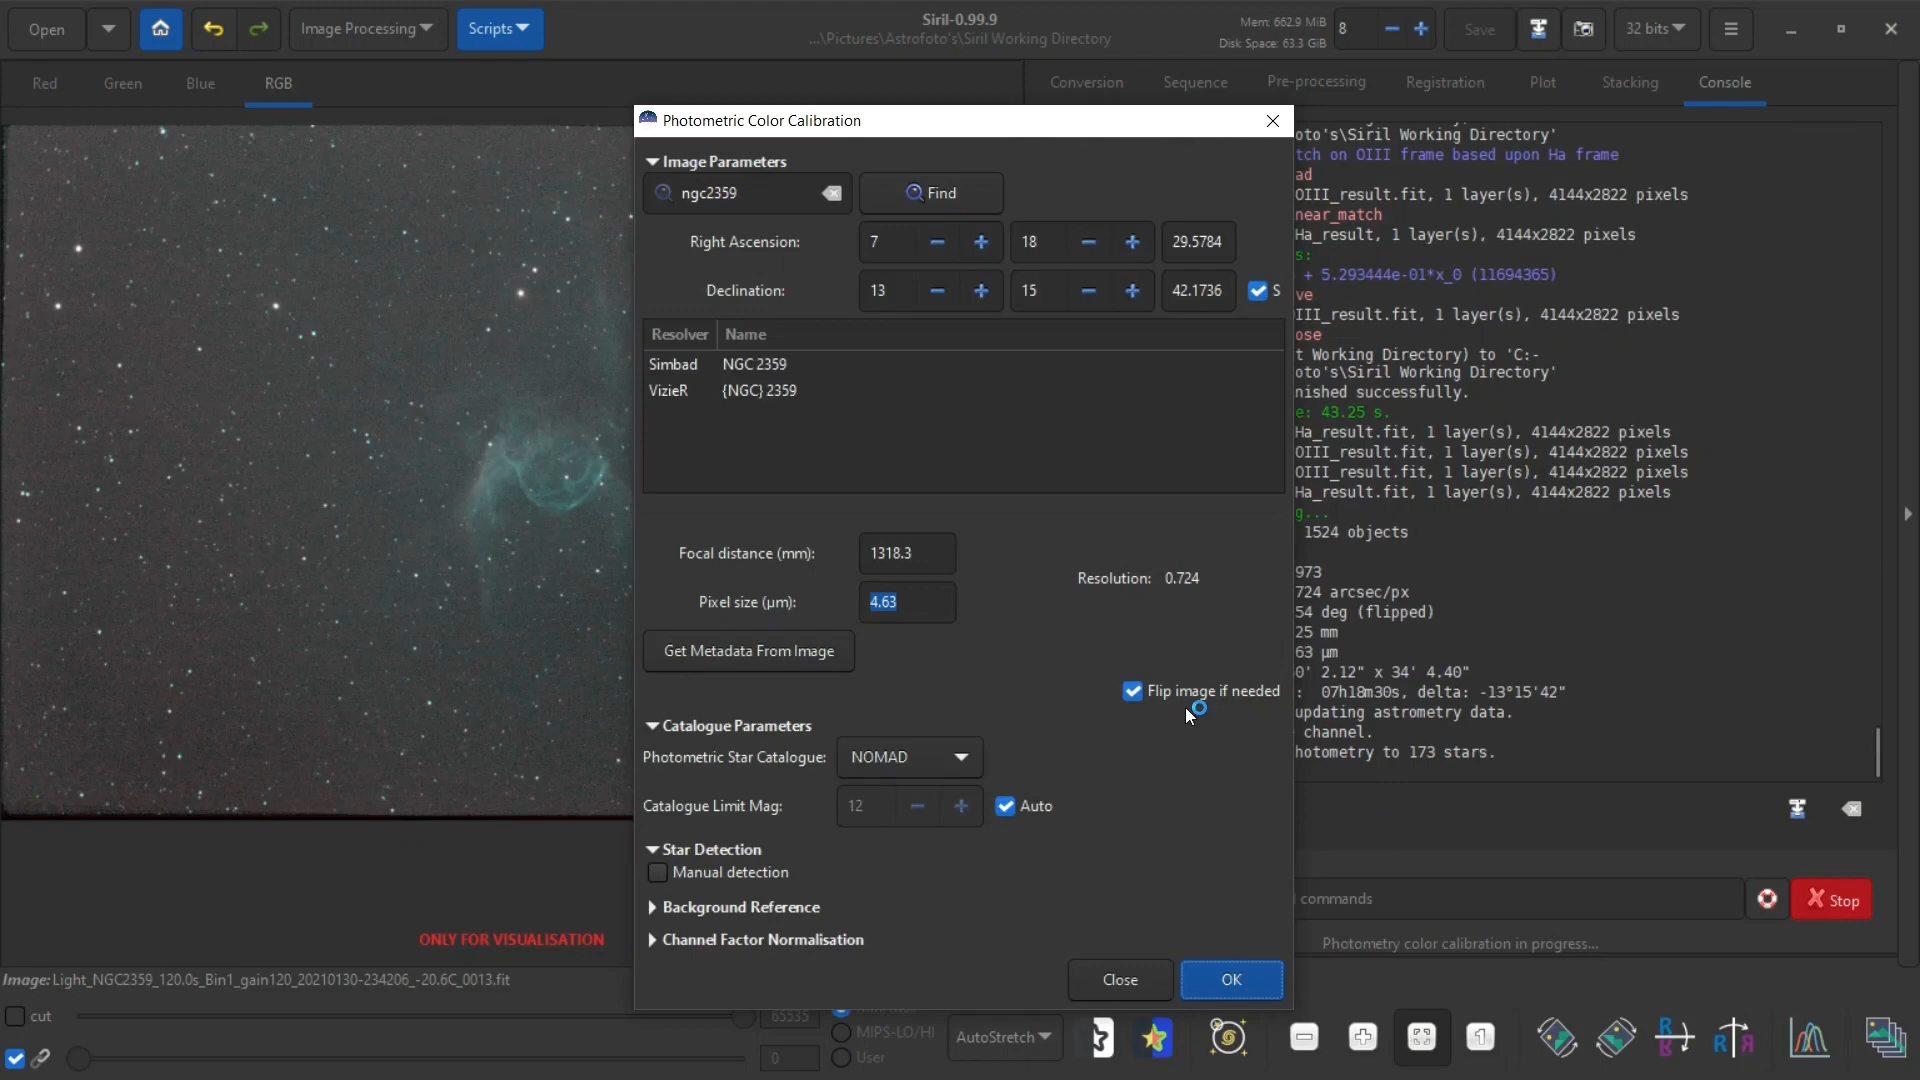 Open
Image Processing
Scripts
Siril-0.99.9
...\Pictures\Astrofoto's\Siril Working Directory
Mem: 662.9 MiB
Disk Space: 63.3 GiB
8
Save
32 bits
Red
Green
Blue
RGB
Conversion
Sequence
Pre-processing
Registration
Plot
Stacking
Console
Photometric Color Calibration
Image Parameters
ngc2359
Find
Right Ascension:
7
18
29.5784
Declination:
13
15
42.1736
S
Resolver
Name
Simbad
NGC 2359
VizieR
{NGC} 2359
Focal distance (mm):
1318.3
Resolution: 0.724
Pixel size (µm):
4.63
Get Metadata From Image
Flip image if needed
Catalogue Parameters
Photometric Star Catalogue:
NOMAD
Catalogue Limit Mag:
12
Auto
Star Detection
Manual detection
Background Reference
Channel Factor Normalisation
Close
OK
oto's\Siril Working Directory'
tch on OIII frame based upon Ha frame
ad
OIII_result.fit, 1 layer(s), 4144x2822 pixels
near_match
Ha_result, 1 layer(s), 4144x2822 pixels
s:
+ 5.293444e-01*x_0 (11694365)
ve
III_result.fit, 1 layer(s), 4144x2822 pixels
ose
t Working Directory) to 'C:-
oto's\Siril Working Directory'
nished successfully.
e: 43.25 s.
Ha_result.fit, 1 layer(s), 4144x2822 pixels
OIII_result.fit, 1 layer(s), 4144x2822 pixels
OIII_result.fit, 1 layer(s), 4144x2822 pixels
Ha_result.fit, 1 layer(s), 4144x2822 pixels
g...
1524 objects
973
724 arcsec/px
54 deg (flipped)
25 mm
63 µm
0' 2.12" x 34' 4.40"
: 07h18m30s, delta: -13°15'42"
updating astrometry data.
channel.
hotometry to 173 stars.
commands
Stop
Photometry color calibration in progress...
ONLY FOR VISUALISATION
Image: Light_NGC2359_120.0s_Bin1_gain120_20210130-234206_-20.6C_0013.fit
cut
65535
MIPS-LO/HI
0
User
AutoStretch